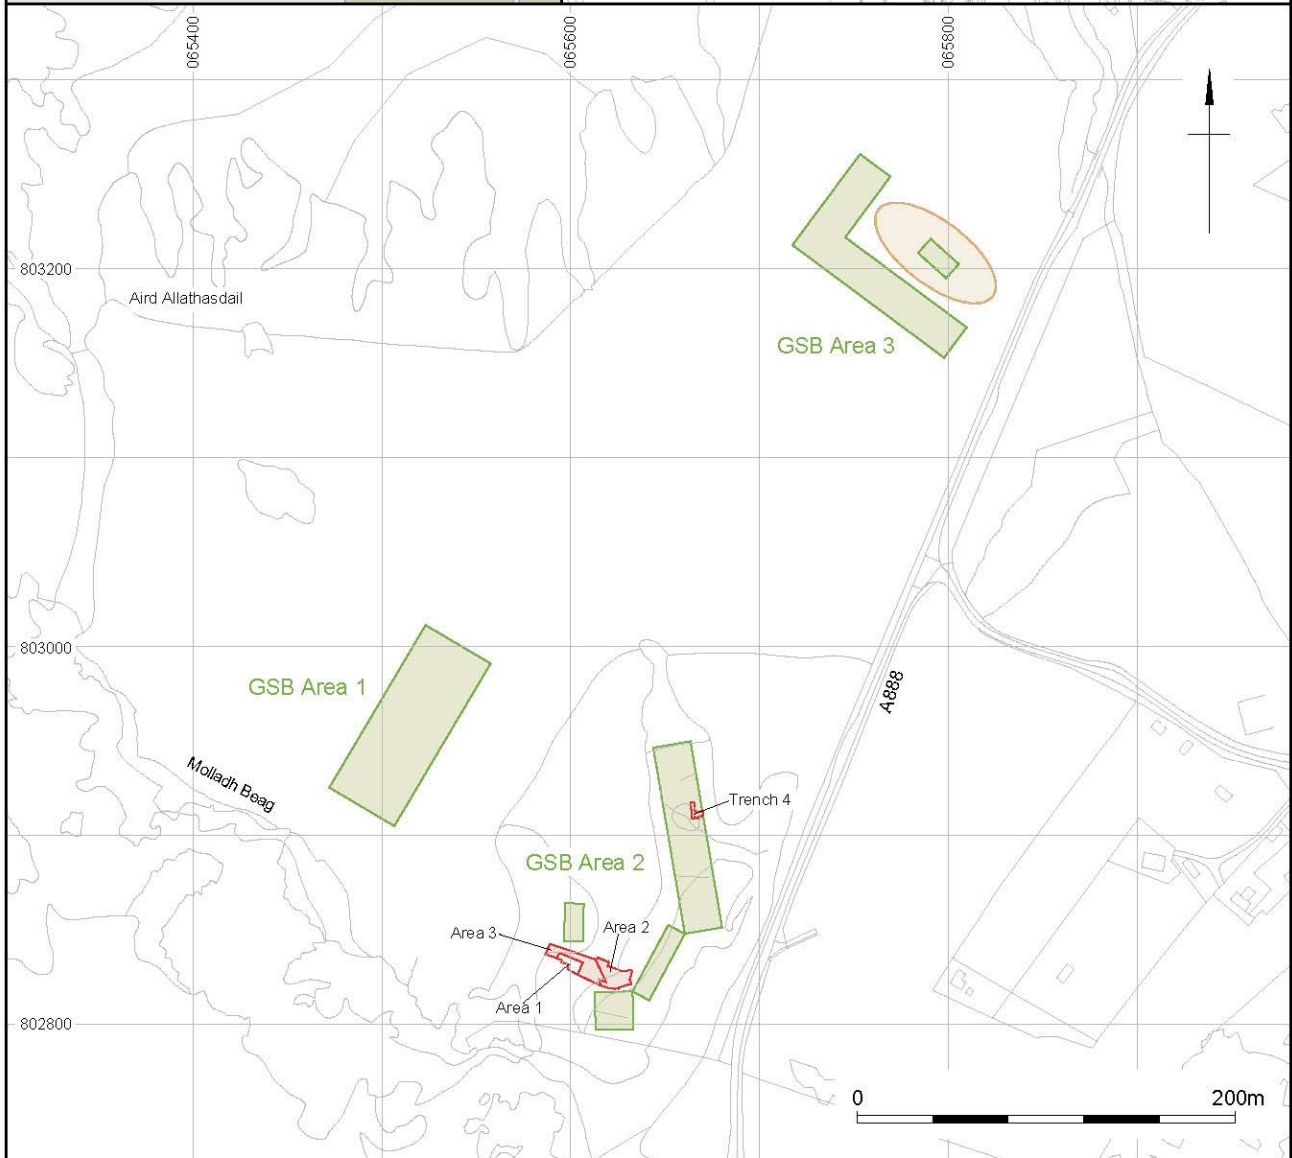 065400
065600
065800
803200
Aird Allathasdail
GSB Area 3
803000
GSB Area 1
A888
Molladh Beag
Trench 4
GSB Area 2
Area 3
Area 2
Area 1
802800
0
200m